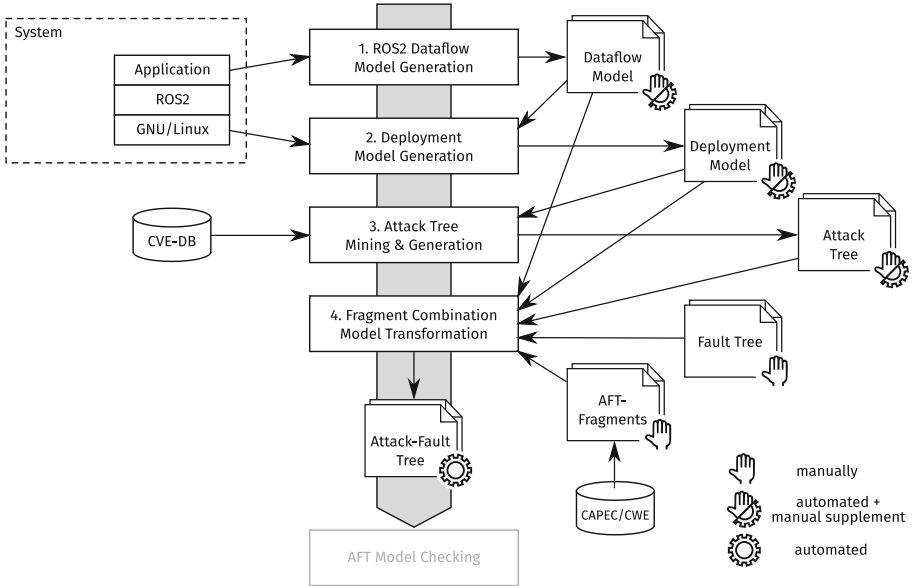 System
Application
ROS2
GNU/Linux
1. ROS2 Dataflow
Model Generation
Dataflow
Model
2. Deployment
Model Generation
Deployment
Model
CVE-DB
3. Attack Tree
Mining & Generation
Attack
Tree
4. Fragment Combination
Model Transformation
Fault Tree
AFT-
Fragments
Attack-Fault
Tree
CAPEC/CWE
manually
automated +
manual supplement
automated
AFT Model Checking